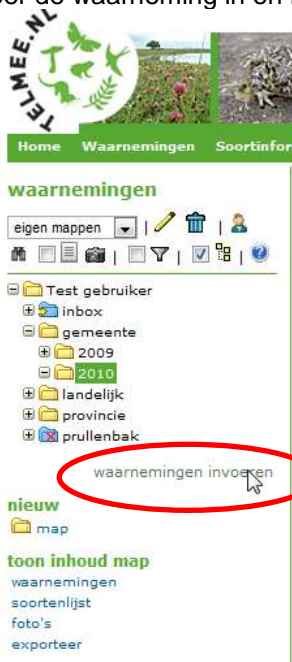 TELMEE.NL
Home Waarnemingen
waarnemingen
eigen mappen
Test gebruiker
inbox
gemeente
2009
2010
landelijk
provincie
prullenbak
waarnemingen invoeren
nieuw
map
toon inhoud map
waarnemingen
soortenlijst
foto's
exporteer